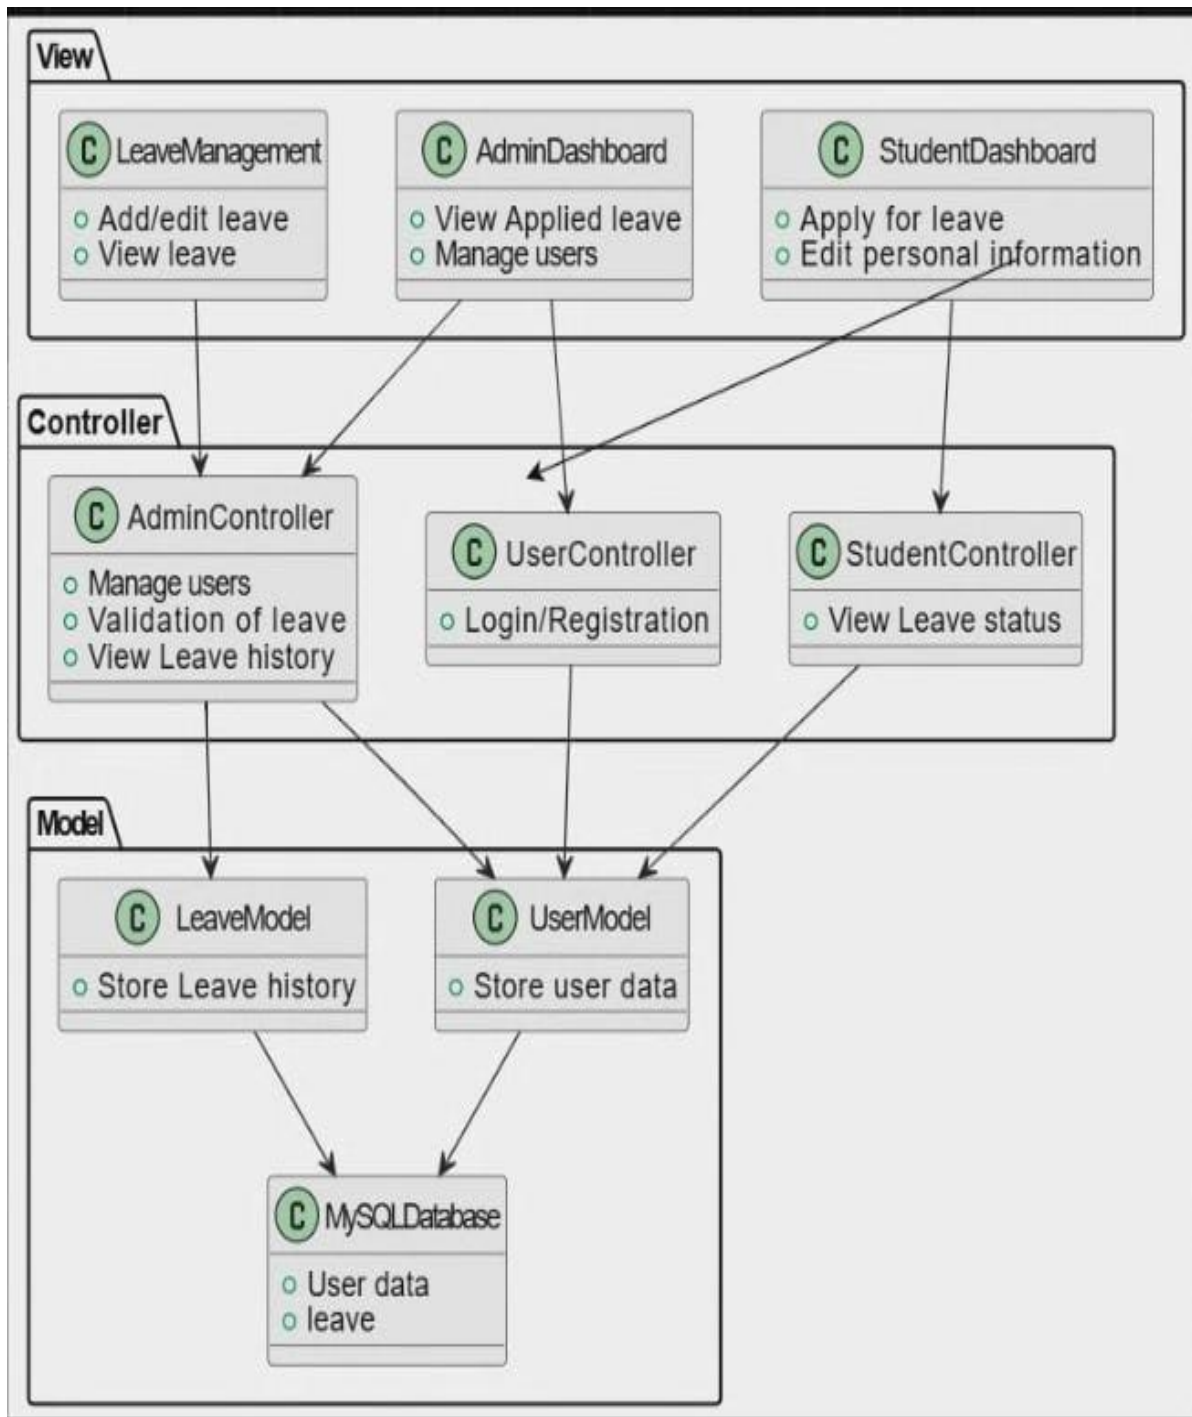 View
C LeaveManagement
Add/edit leave
View leave
C AdminDashboard
View Applied leave
Manage users
C StudentDashboard
Apply for leave
Edit personal information
Controller
C AdminController
Manage users
Validation of leave
View Leave history
C UserController
Login/Registration
C StudentController
View Leave status
Model
C LeaveModel
Store Leave history
C UserModel
Store user data
C MySQLDatabase
User data
leave